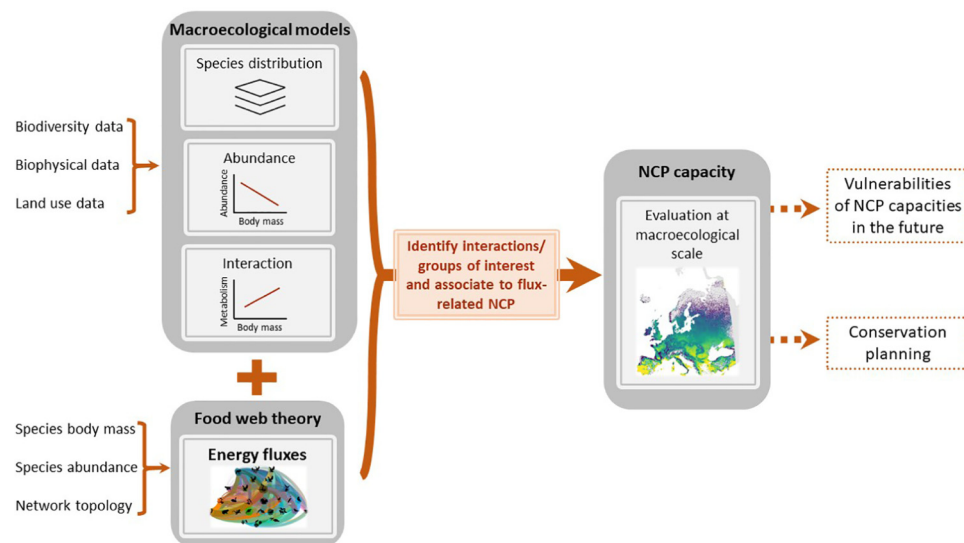 Macroecological models
Species distribution
Biodiversity data
Biophysical data
Land use data
Abundance
Abundance
Body mass
Interaction
Metabolism
Body mass
Species body mass
Species abundance
Network topology
Food web theory
Energy fluxes
Identify interactions/
groups of interest
and associate to flux-
related NCP
NCP capacity
Evaluation at
macroecological
scale
Vulnerabilities
of NCP capacities
in the future
Conservation
planning